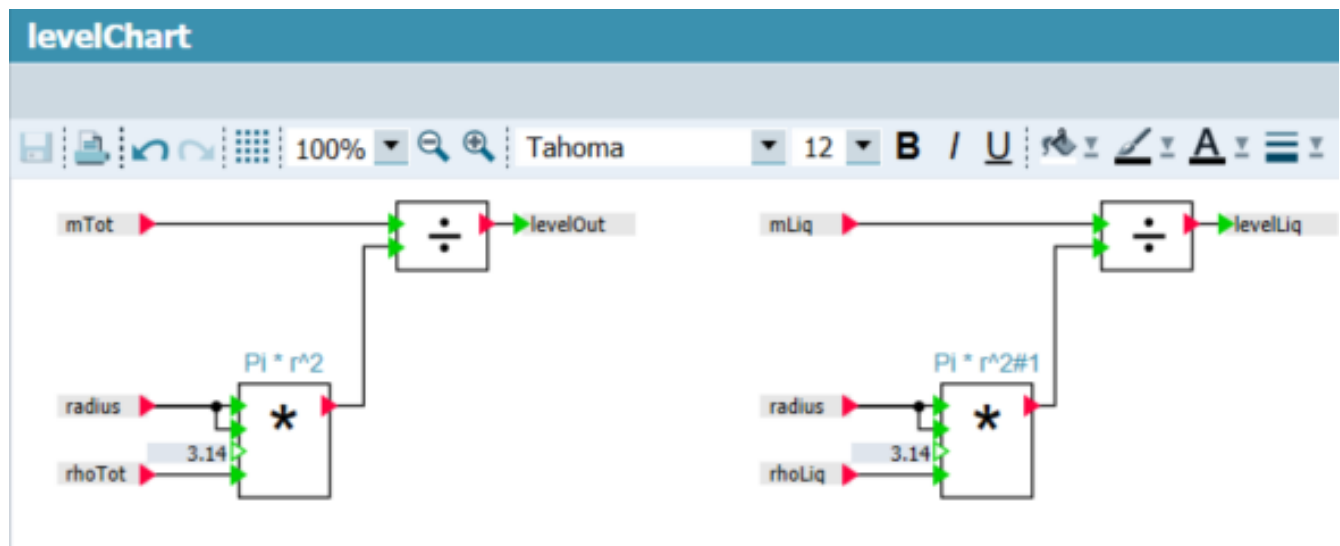 levelChart
100% Tahoma 12 B I U A
mTot ÷ levelOut mLiq ÷ levelLiq
Pi * r^2 Pi * r^2#1
radius * radius *
3.14 3.14
rhoTot rhoLiq